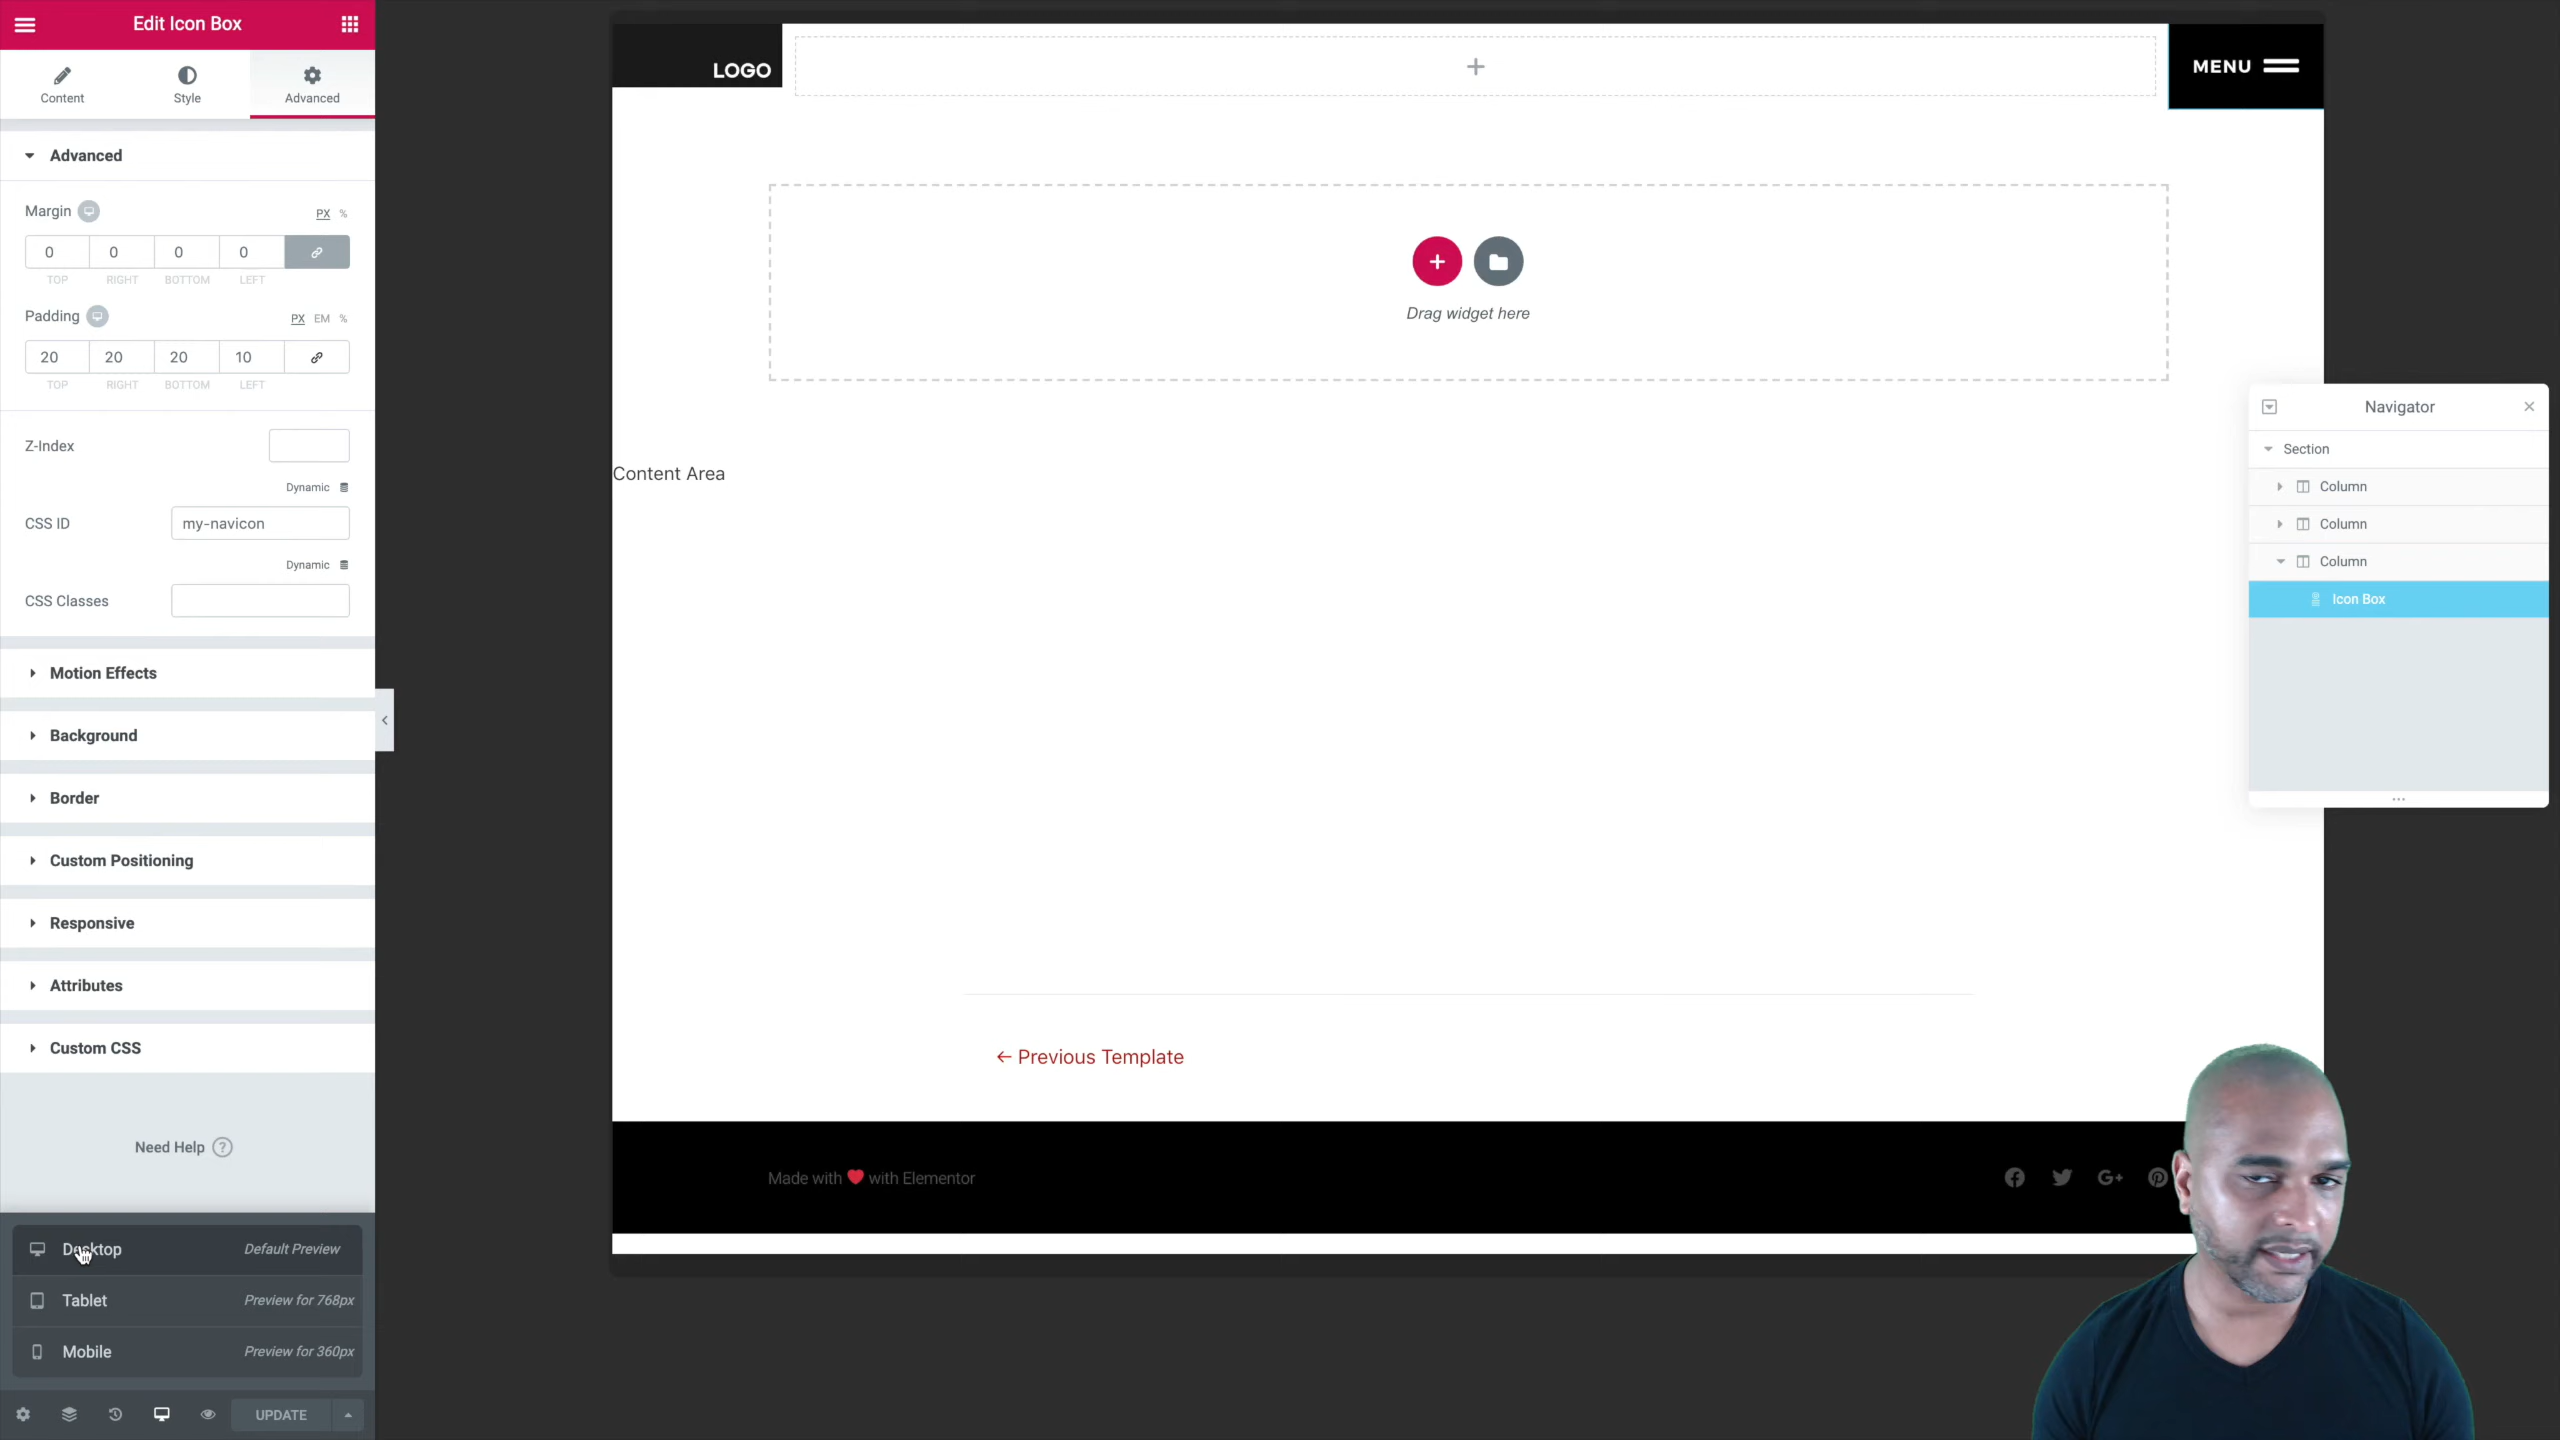 Edit Icon Box
Content
Style
Advanced
Advanced
Margin
PX %
0 0 0 0
TOP RIGHT BOTTOM LEFT
Padding
PX EM %
20 20 20 10
TOP RIGHT BOTTOM LEFT
Z-Index
Dynamic
CSS ID my-navicon
Dynamic
CSS Classes
Motion Effects
Background
Border
Custom Positioning
Responsive
Attributes
Custom CSS
Need Help ?
Desktop Default Preview
Tablet Preview for 768px
Mobile Preview for 360px
UPDATE
LOGO
MENU
Drag widget here
Content Area
← Previous Template
Made with ❤ with Elementor
G+
Navigator
Section
Column
Column
Column
Icon Box